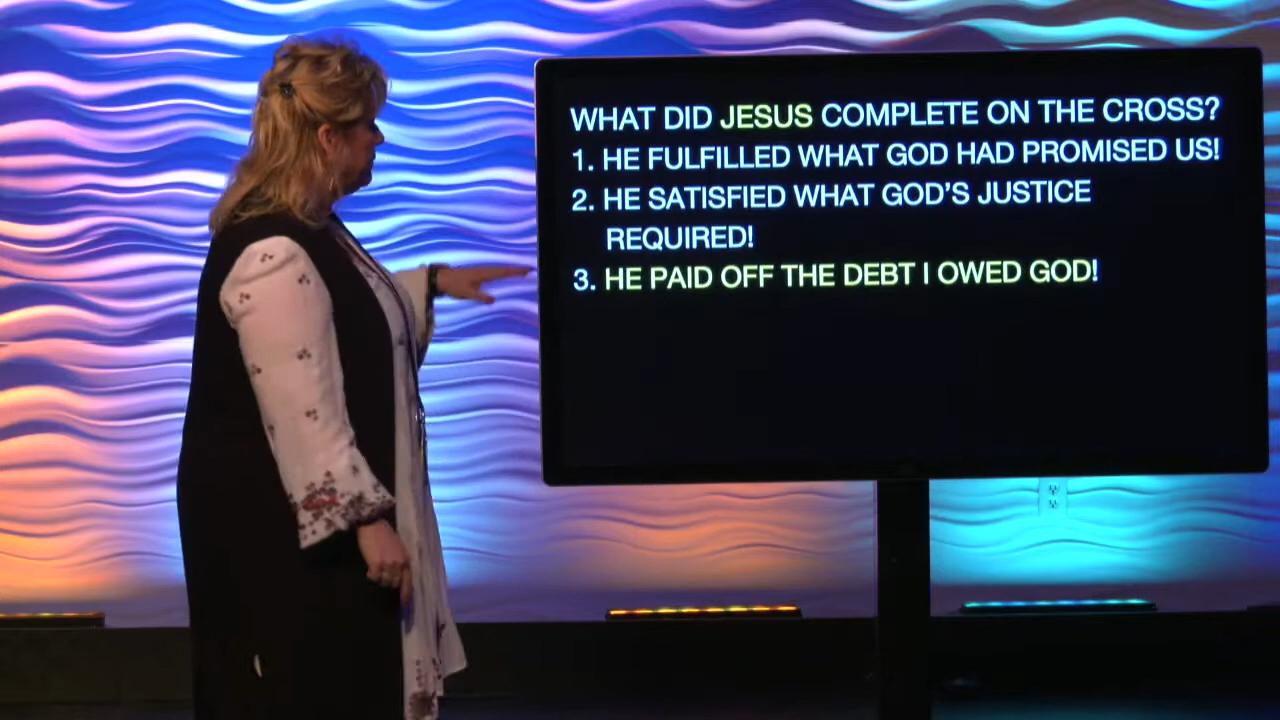 WHAT DID JESUS COMPLETE ON THE CROSS?
1. HE FULFILLED WHAT GOD HAD PROMISED US!
2. HE SATISFIED WHAT GOD'S JUSTICE
REQUIRED!
3. HE PAID OFF THE DEBT I OWED GOD!